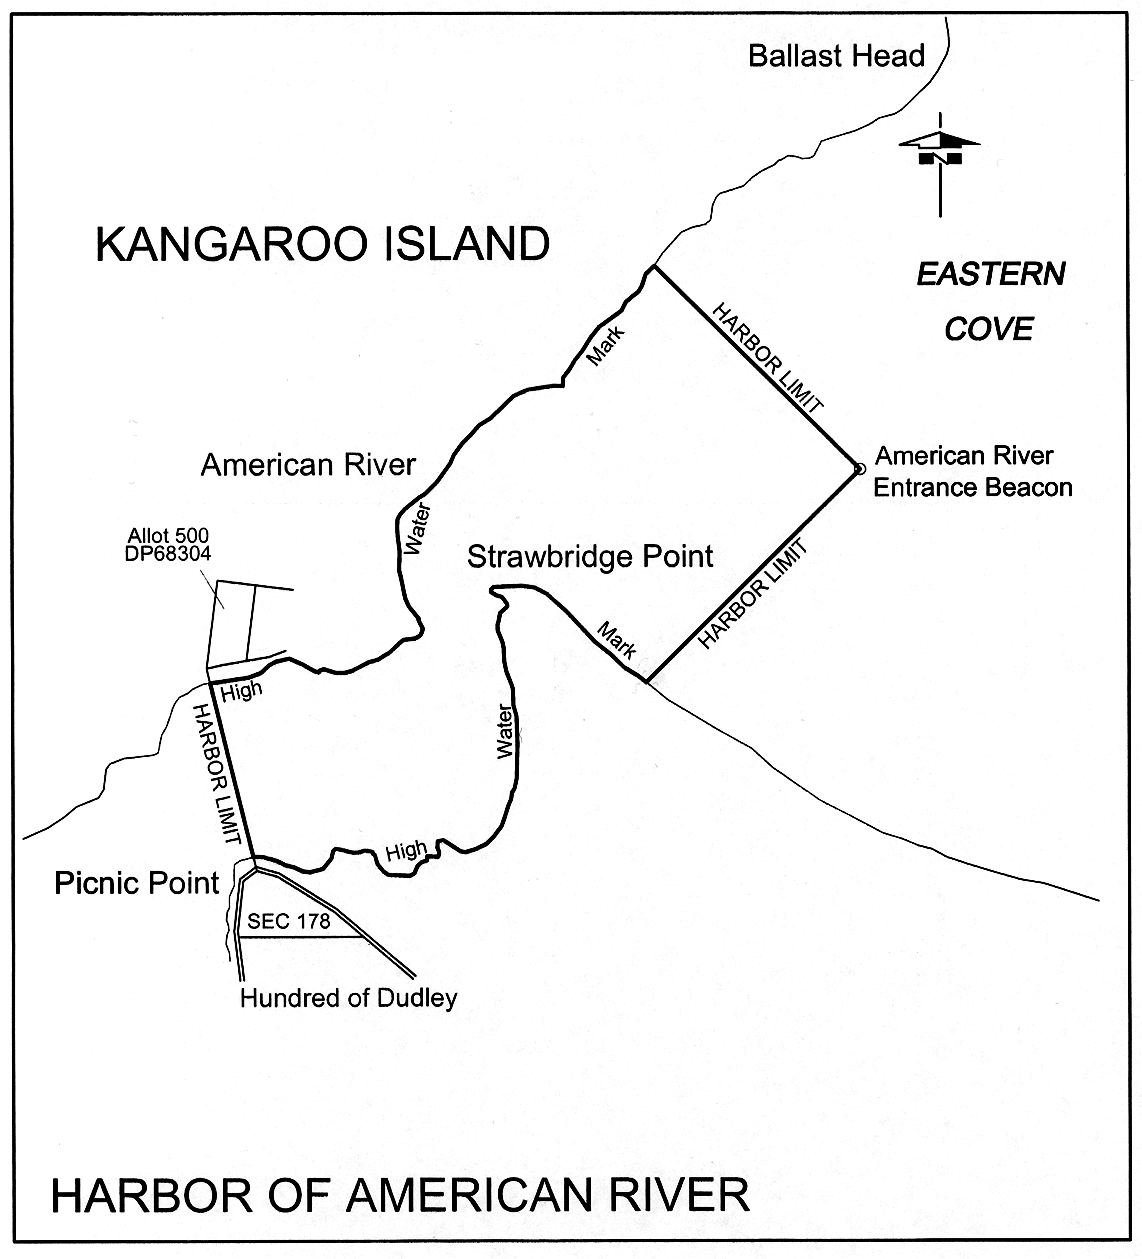 Ballast Head
N
KANGAROO ISLAND
EASTERN
COVE
HARBOR LIMIT
Mark
American River
American River
Entrance Beacon
Water
Allot 500
DP68304
Strawbridge Point
HARBOR LIMIT
Mark
High
HARBOR LIMIT
Water
High
Picnic Point
SEC 178
Hundred of Dudley
HARBOR OF AMERICAN RIVER